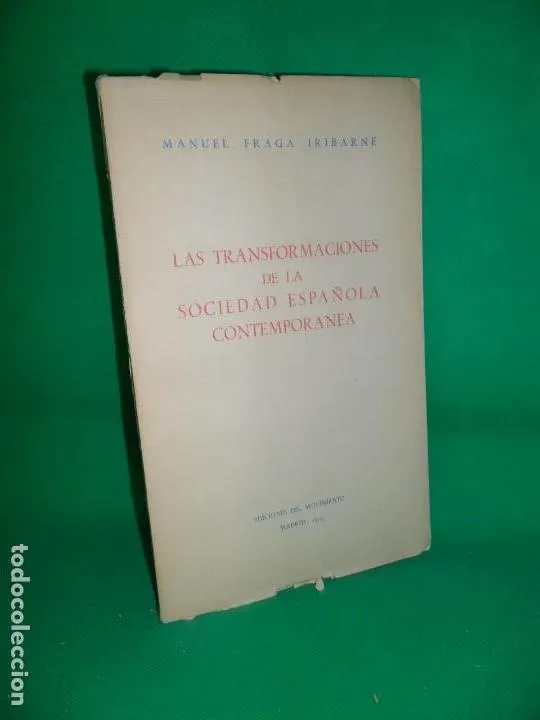 MANUEL FRAGA IRIBARNE
LAS TRANSFORMACIONES
DE LA
SOCIEDAD ESPAÑOLA
CONTEMPORANEA
EDICIONES DEL MOVIMIENTO
MADRID
todocoleccion